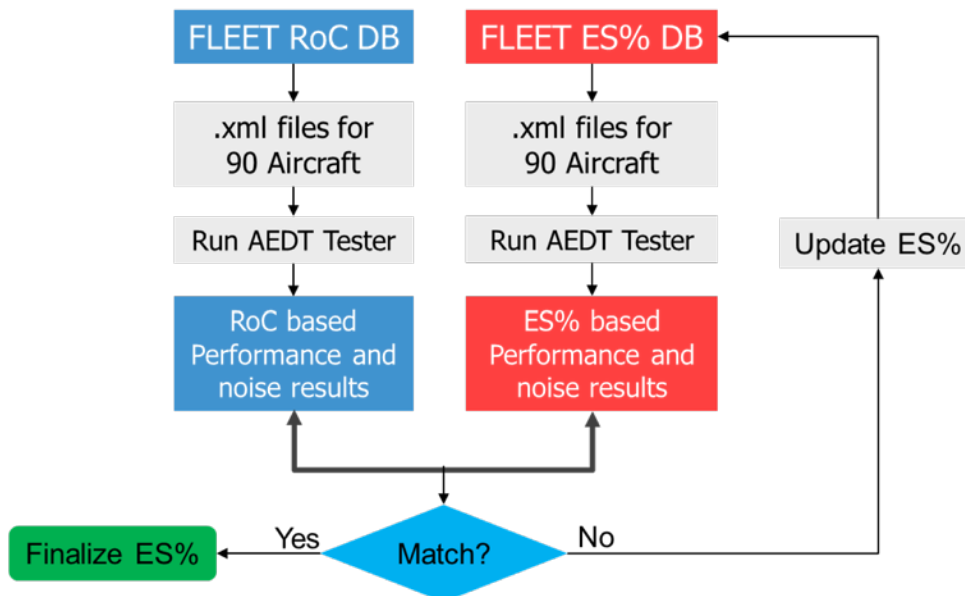 FLEET RoC DB
FLEET ES% DB
.xml files for
90 Aircraft
.xml files for
90 Aircraft
Run AEDT Tester
Run AEDT Tester
Update ES%
RoC based
Performance and
noise results
ES% based
Performance and
noise results
Finalize ES%
Yes
Match?
No